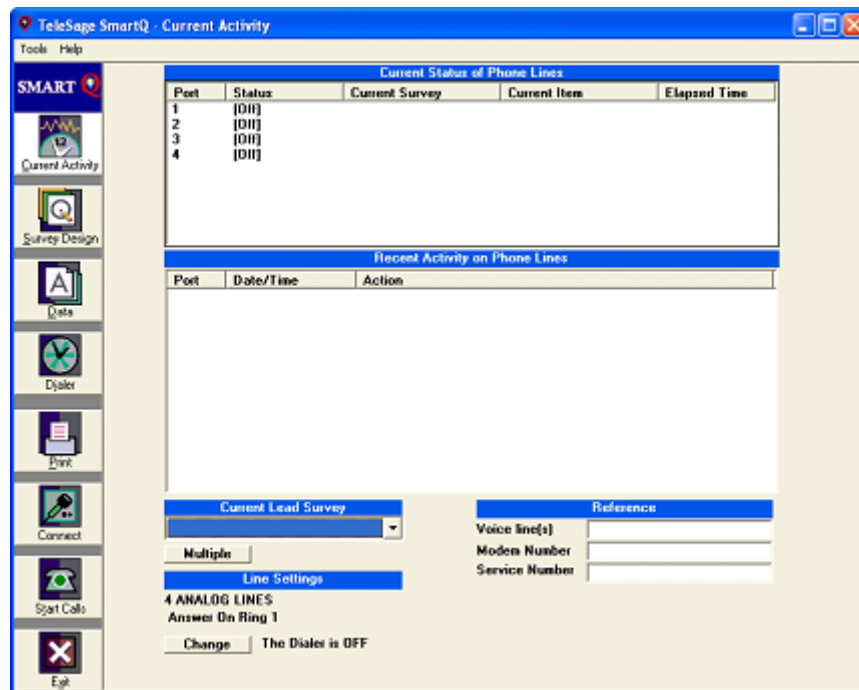 TeleSage SmartQ - Current Activity
Tools Help
SMART Q
Current Activity
Survey Design
Data
Dialer
Print
Connect
Start Calls
Exit
Current Status of Phone Lines
Port Status Current Survey Current Item Elapsed Time
1 [Off]
2 [Off]
3 [Off]
4 [Off]
Recent Activity on Phone Lines
Port Date/Time Action
Current Lead Survey
Multiple
Line Settings
4 ANALOG LINES
Answer On Ring 1
Change The Dialer is OFF
Reference
Voice line(s)
Modem Number
Service Number